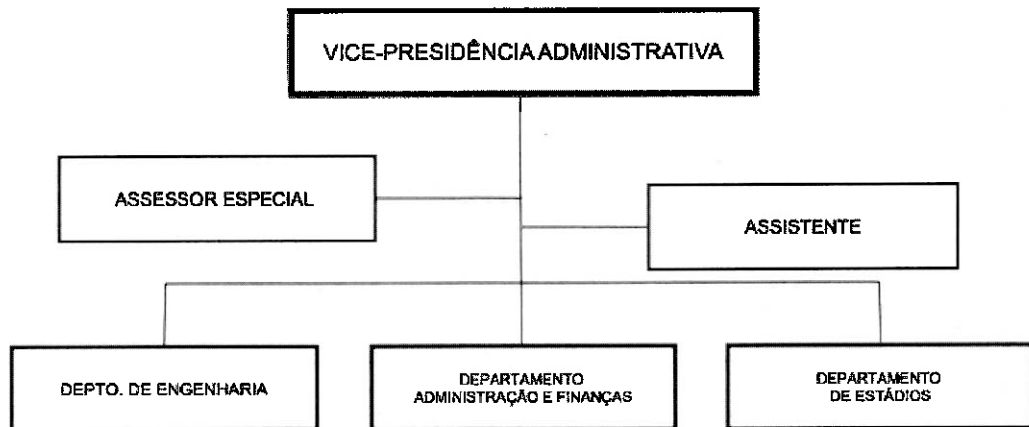 VICE-PRESIDÊNCIA ADMINISTRATIVA
ASSESSOR ESPECIAL
ASSISTENTE
DEPTO. DE ENGENHARIA
DEPARTAMENTO
ADMINISTRAÇÃO E FINANÇAS
DEPARTAMENTO
DE ESTÁDIOS